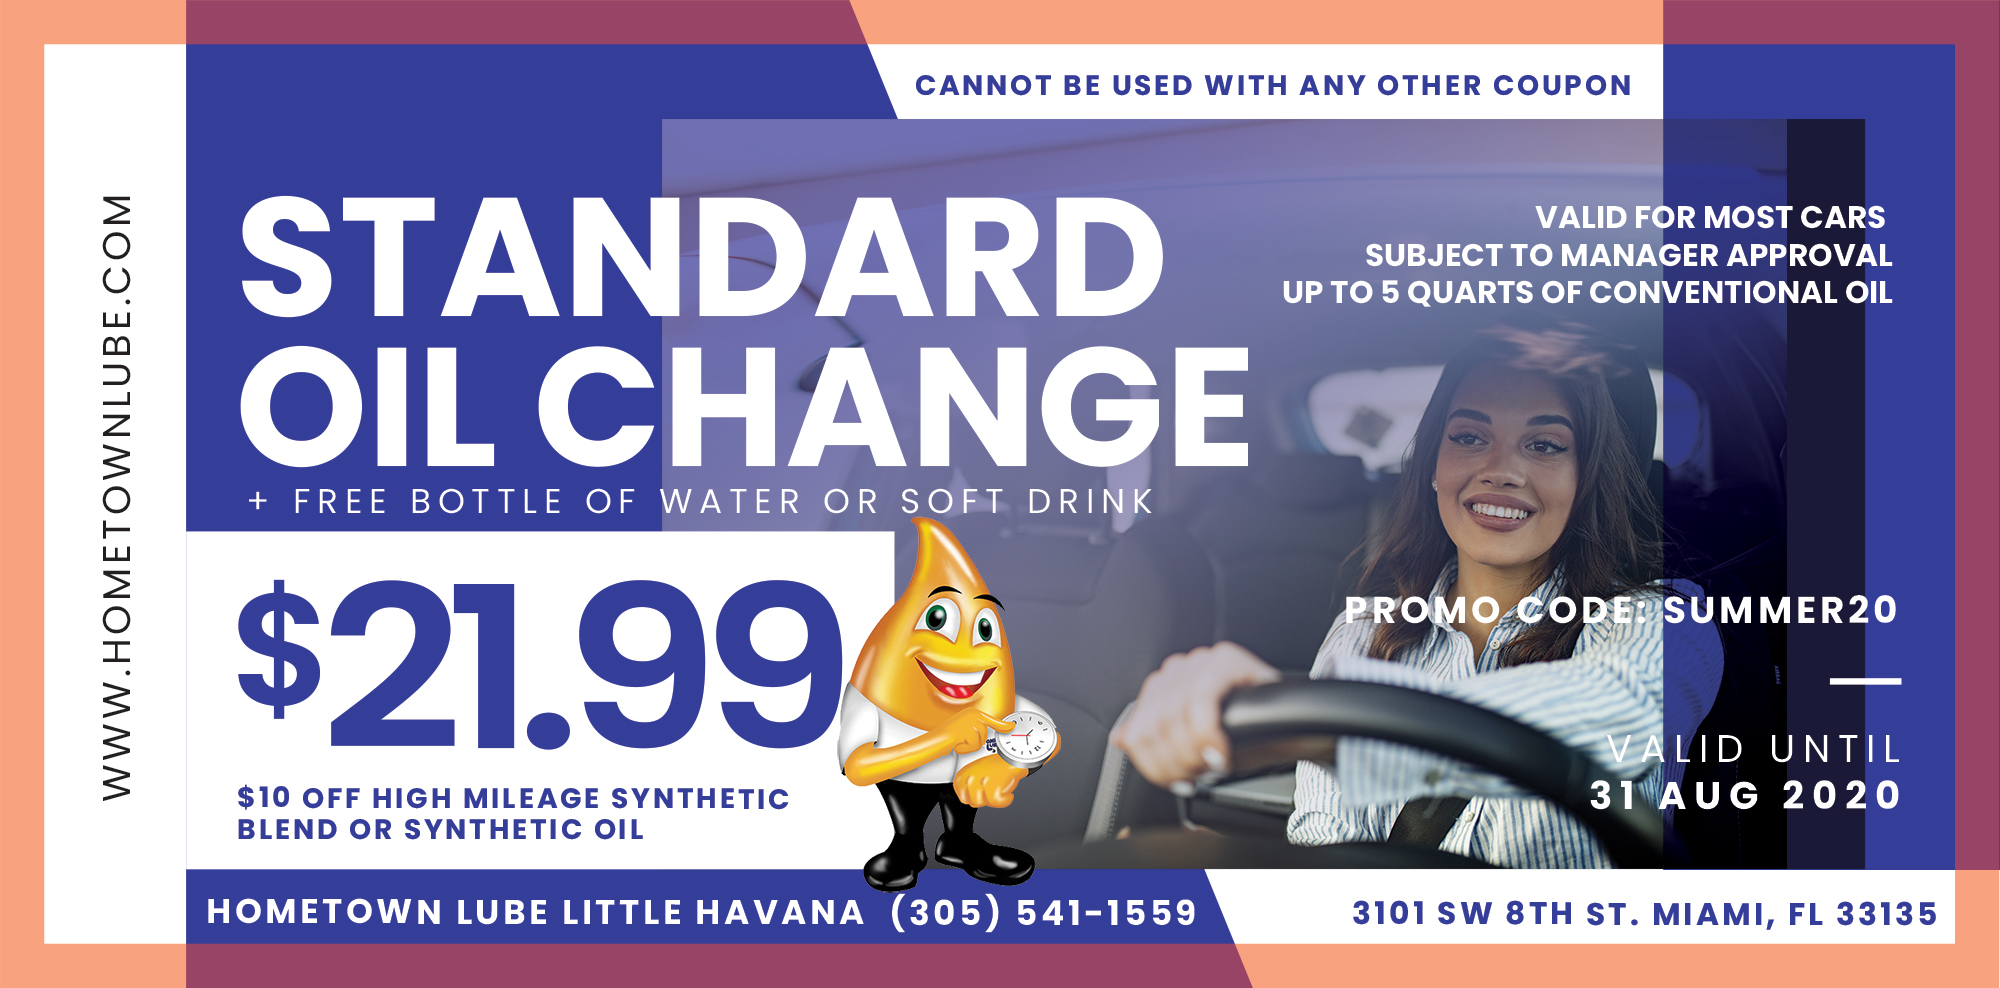 CANNOT BE USED WITH ANY OTHER COUPON
WWW.HOMETOWNLUBE.COM
STANDARD
OIL CHANGE
+ FREE BOTTLE OF WATER OR SOFT DRINK
VALID FOR MOST CARS
SUBJECT TO MANAGER APPROVAL
UP TO 5 QUARTS OF CONVENTIONAL OIL
$21.99
$10 OFF HIGH MILEAGE SYNTHETIC
BLEND OR SYNTHETIC OIL
PROMO CODE: SUMMER20
VALID UNTIL
31 AUG 2020
HOMETOWN LUBE LITTLE HAVANA (305) 541-1559
3101 SW 8TH ST. MIAMI, FL 33135